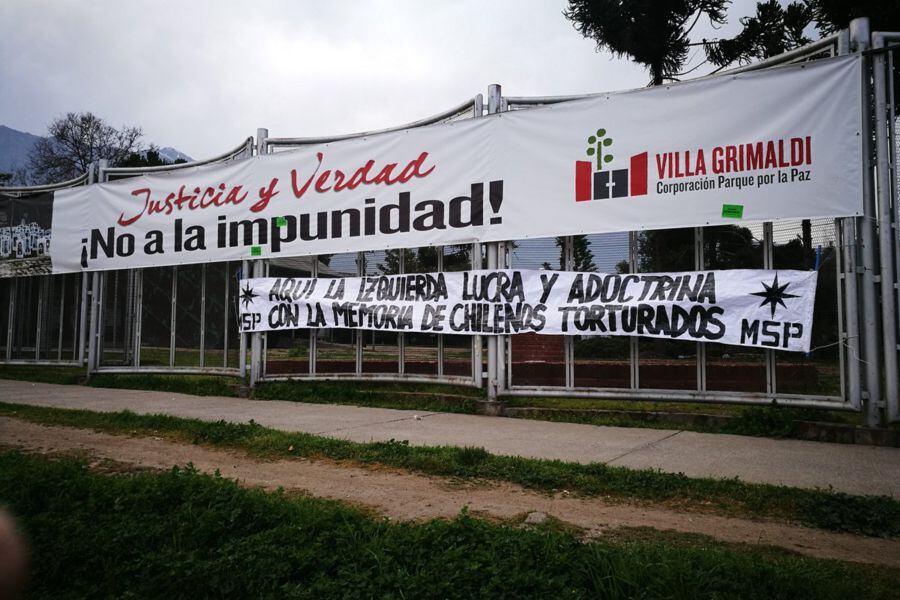 Justicia y Verdad
¡No a la impunidad!
VILLA GRIMALDI
Corporación Parque por la Paz
AQUÍ LA IZQUIERDA LUCRA Y ADOCTRINA
CON LA MEMORIA DE CHILENOS TORTURADOS
MSP
MSP